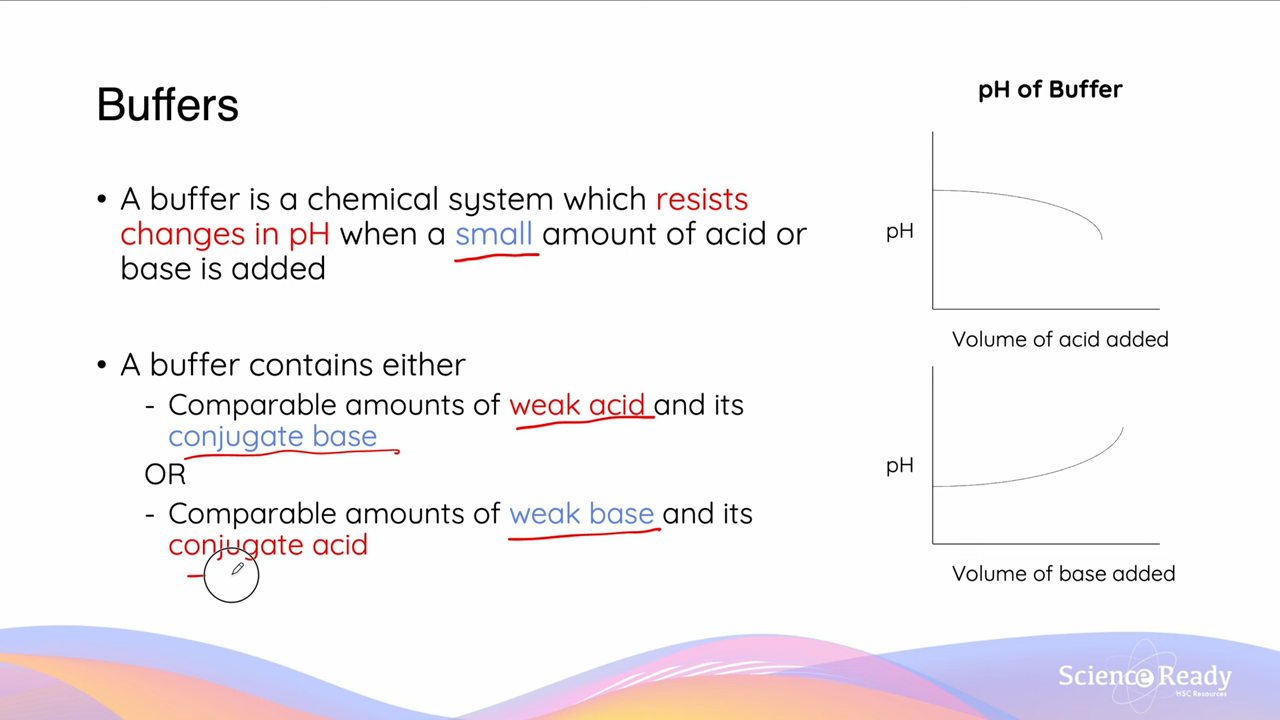 Buffers
• A buffer is a chemical system which resists
changes in pH when a small amount of acid or
base is added
• A buffer contains either
- Comparable amounts of weak acid and its
conjugate base
OR
- Comparable amounts of weak base and its
conjugate acid
pH of Buffer
pH
Volume of acid added
pH
Volume of base added
Science Ready
HSC Resources